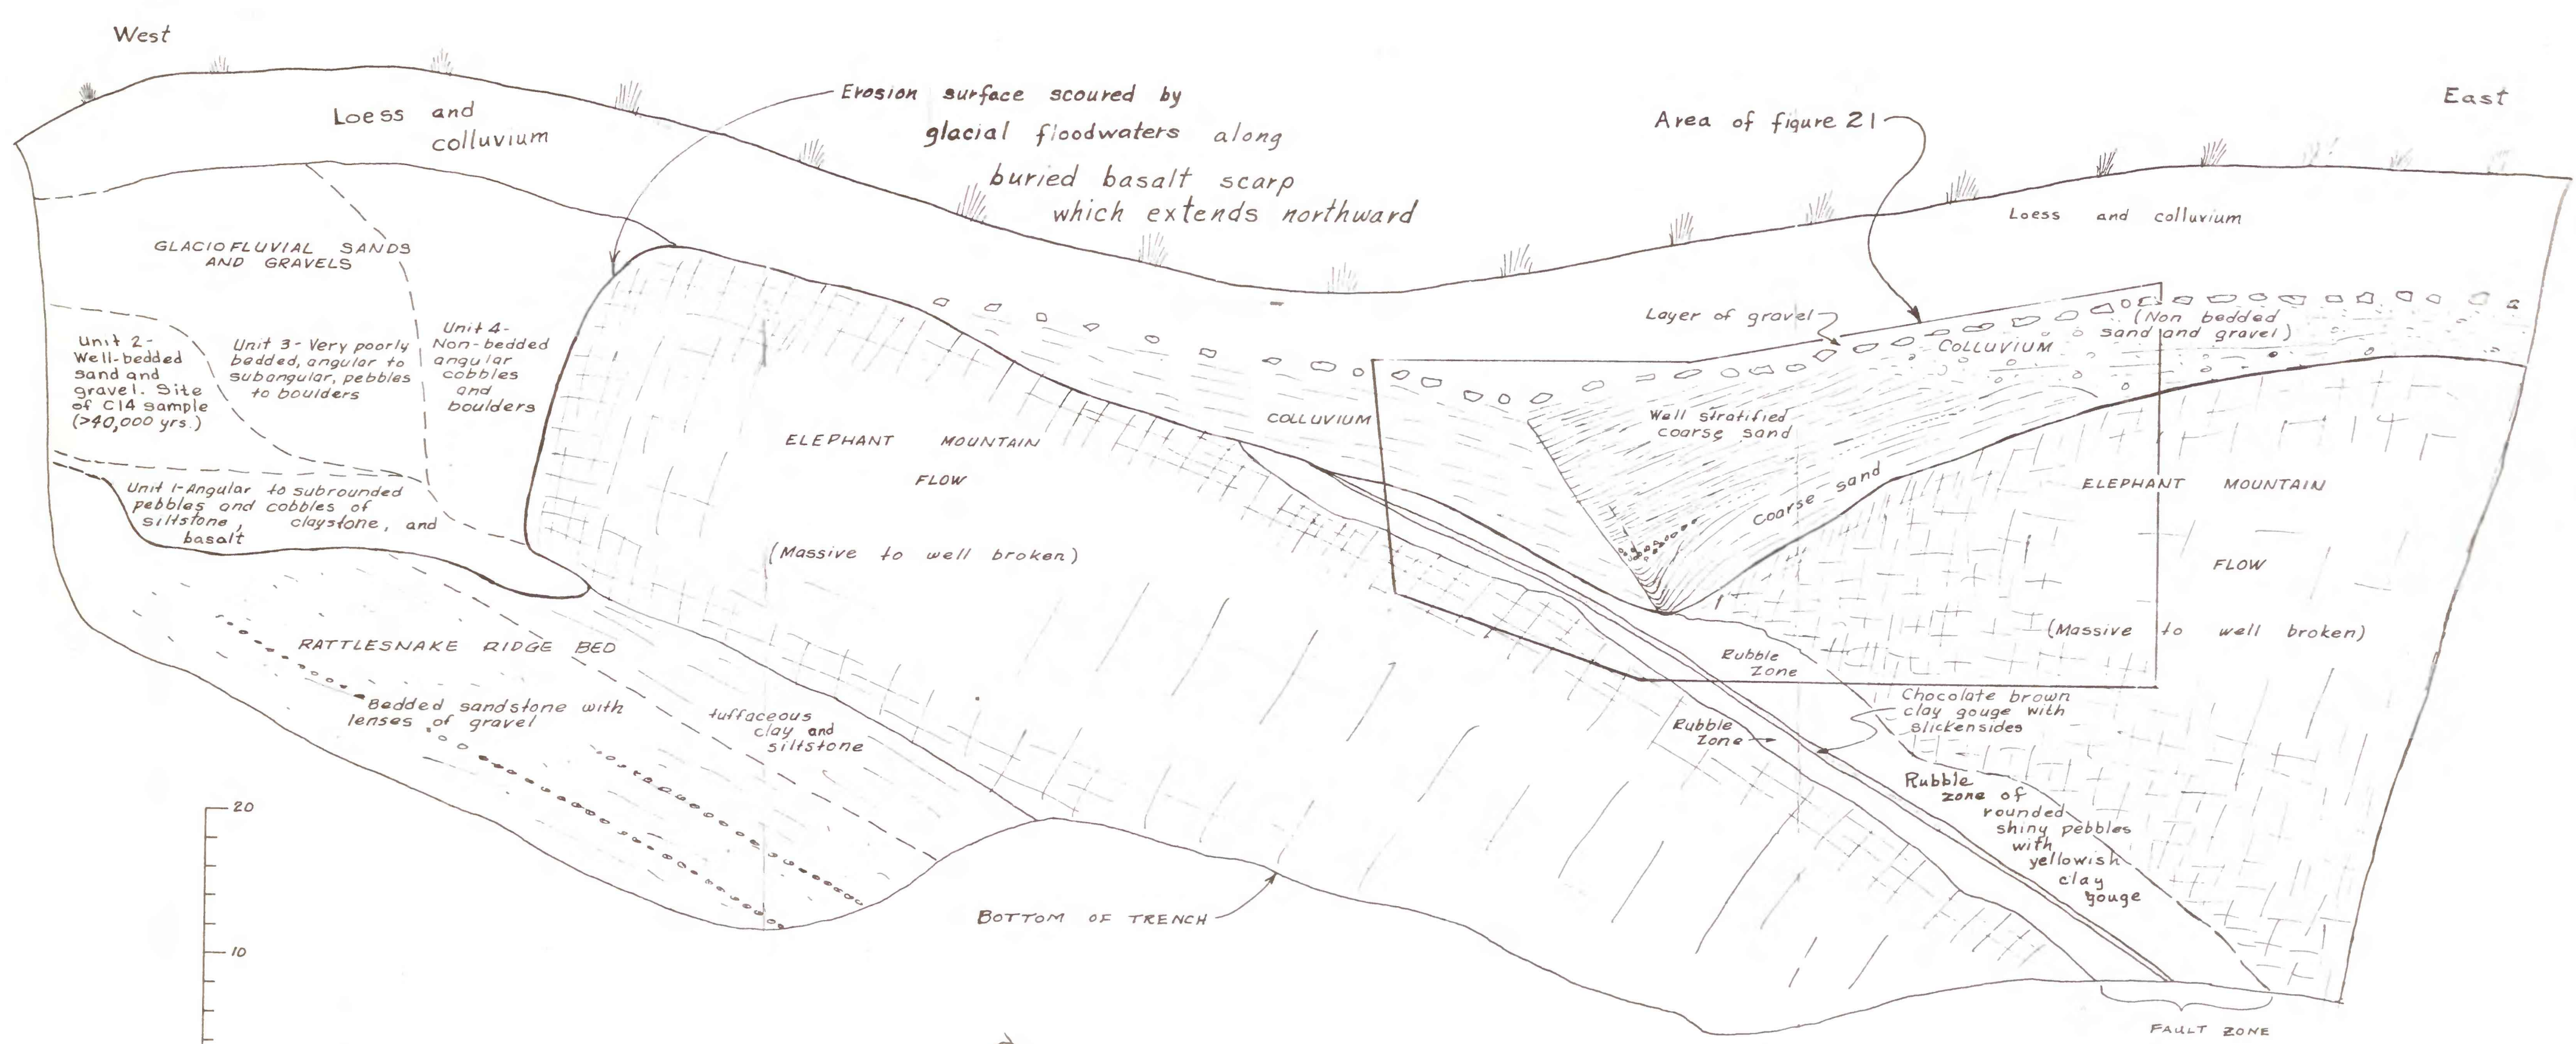 West
East
Loess and
colluvium
Erosion surface scoured by
glacial floodwaters along
buried basalt scarp
which extends northward
Area of figure 21
Loess and colluvium
GLACIOFLUVIAL SANDS
AND GRAVELS
Unit 2-
Well-bedded
sand and
gravel. Site
of C14 sample
(>40,000 yrs.)
Unit 3- Very poorly
bedded, angular to
subangular, pebbles
to boulders
Unit 4-
Non-bedded
angular
cobbles
and
boulders
Unit 1-Angular to subrounded
pebbles and cobbles of
siltstone, claystone, and
basalt
Layer of gravel
(Non bedded
sand and gravel)
COLLUVIUM
COLLUVIUM
Well stratified
coarse sand
coarse sand
ELEPHANT MOUNTAIN
FLOW
(Massive to well broken)
ELEPHANT MOUNTAIN
FLOW
(Massive to well broken)
RATTLESNAKE RIDGE BED
Bedded sandstone with
lenses of gravel
tuffaceous
clay and
siltstone
Rubble
Zone
Rubble
Zone
Chocolate brown
clay gouge with
slickensides
Rubble
zone of
rounded
shiny pebbles
with
yellowish
clay
gouge
BOTTOM OF TRENCH
20
10
FAULT ZONE